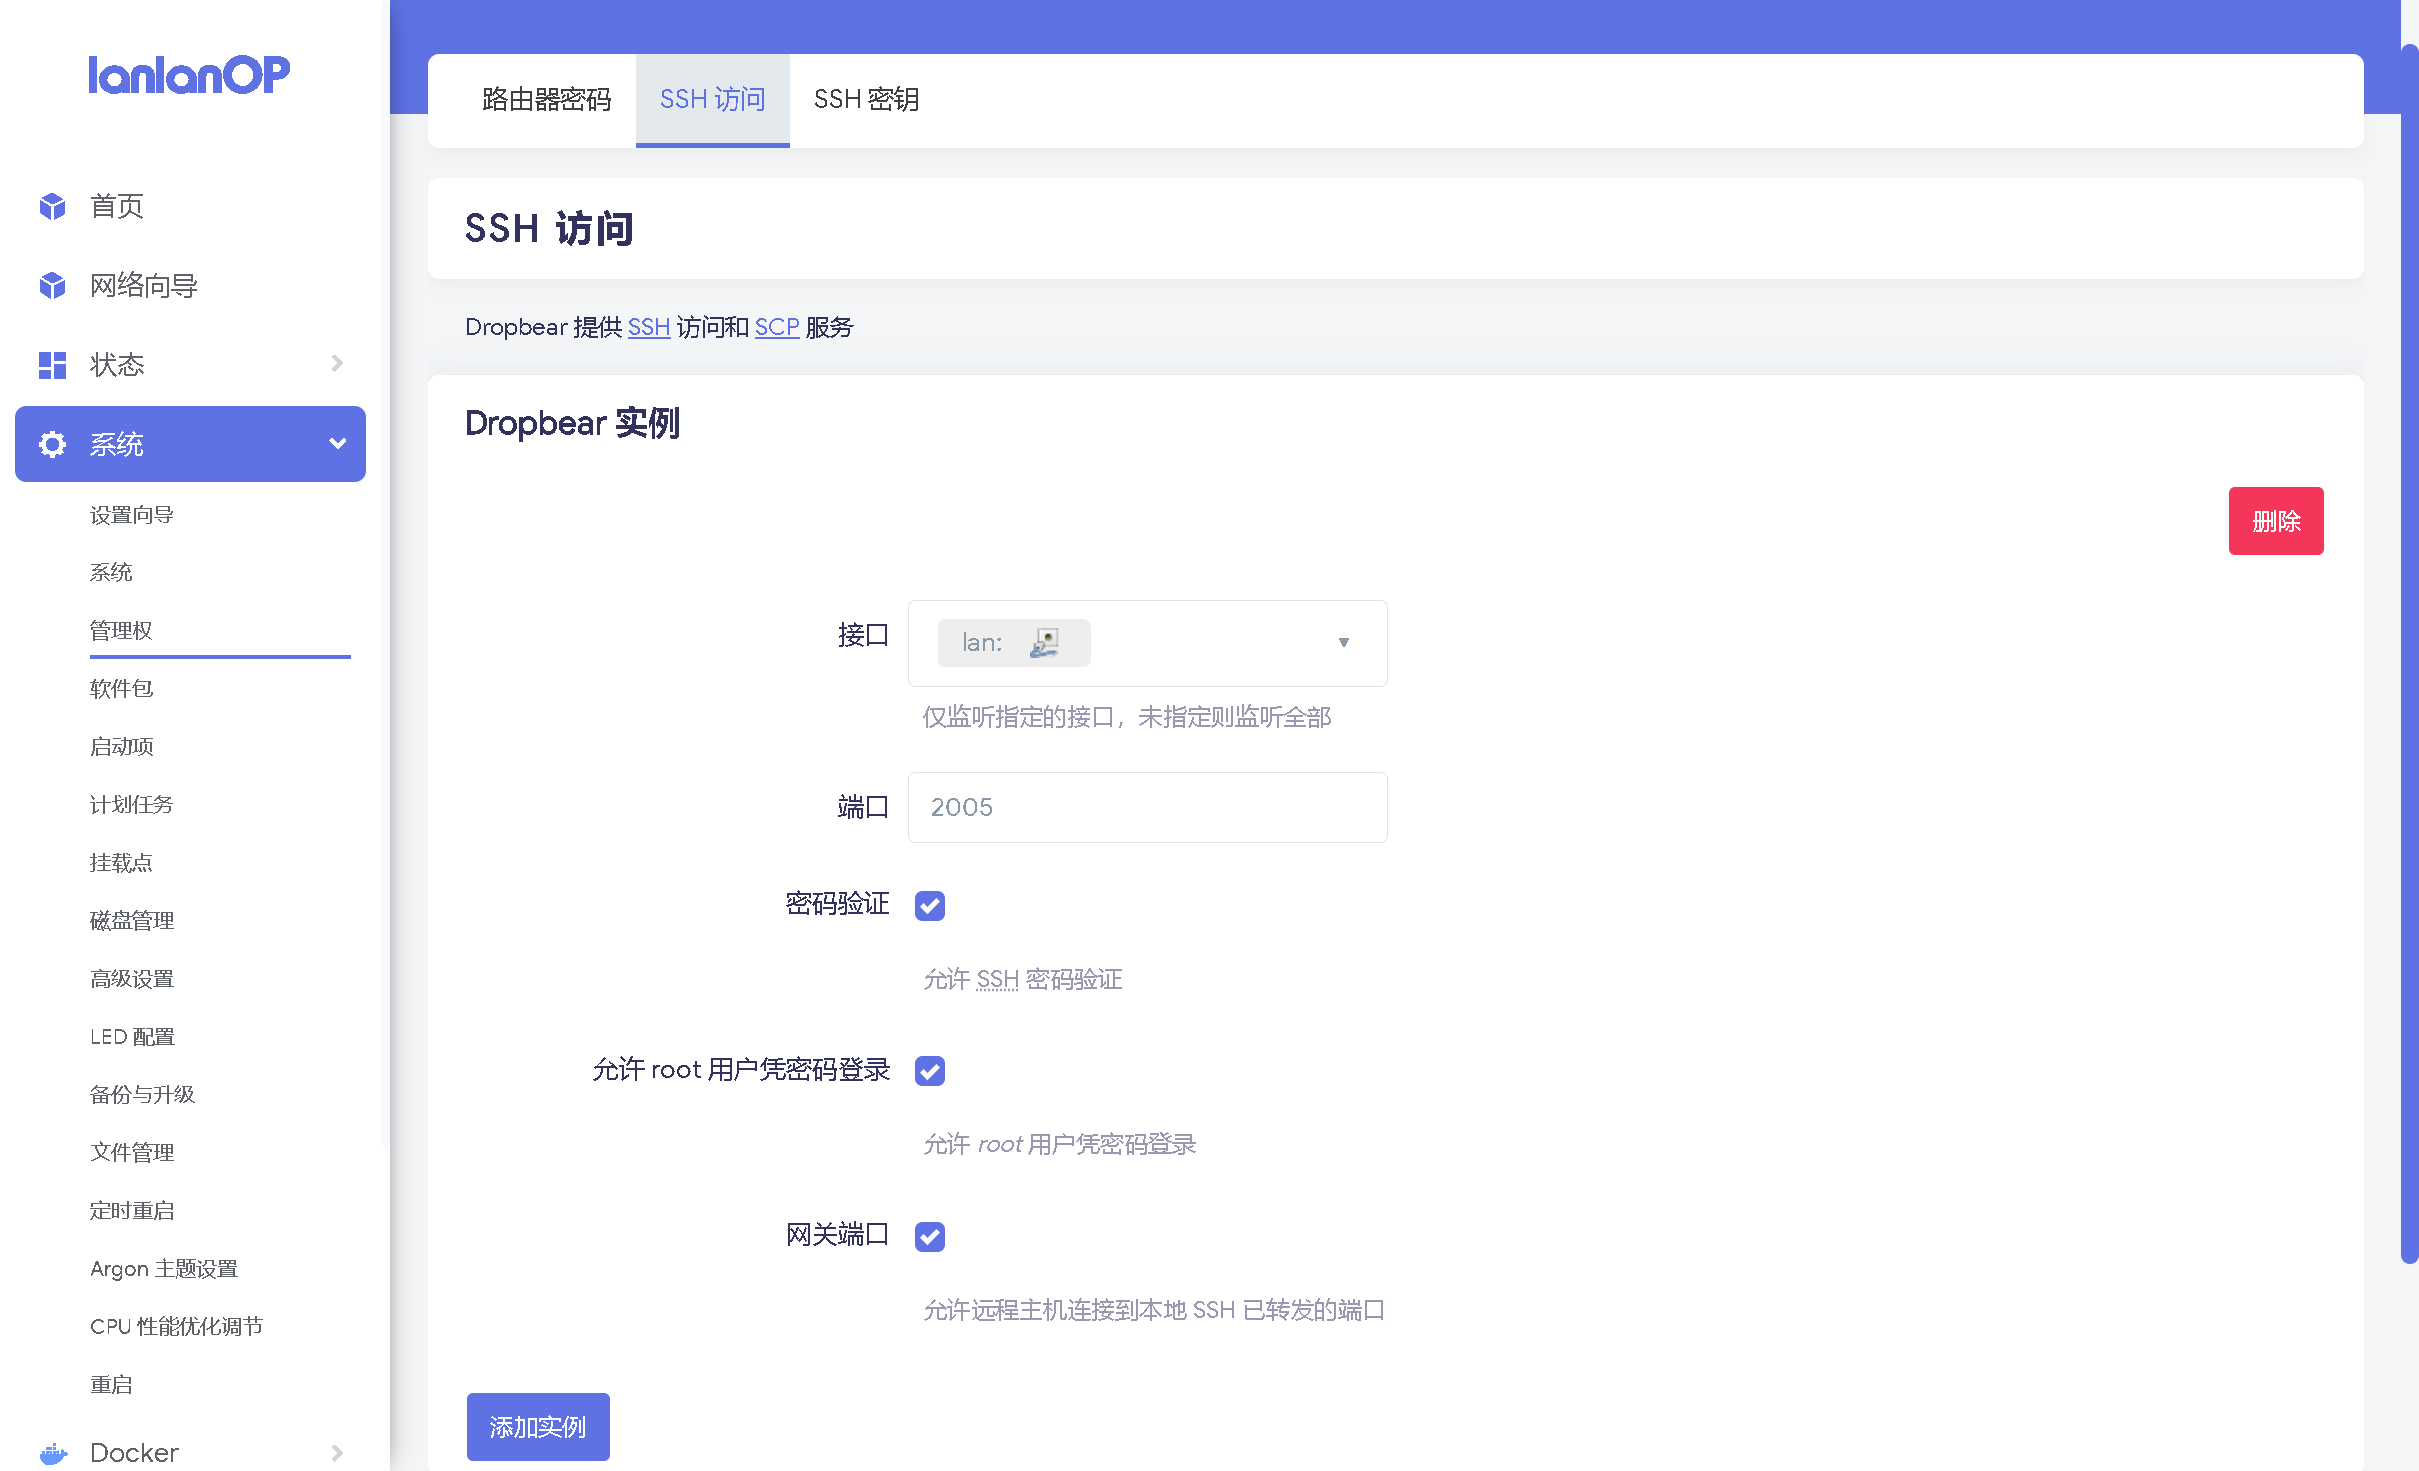 lanlanOP
首页
网络向导
状态
系统
设置向导
系统
管理权
软件包
启动项
计划任务
挂载点
磁盘管理
高级设置
LED 配置
备份与升级
文件管理
定时重启
Argon 主题设置
CPU 性能优化调节
重启
Docker
路由器密码 SSH 访问 SSH 密钥
SSH 访问
Dropbear 提供 SSH 访问和 SCP 服务
Dropbear 实例
删除
接口 lan:
仅监听指定的接口，未指定则监听全部
端口 2005
密码验证
允许 SSH 密码验证
允许 root 用户凭密码登录
允许 root 用户凭密码登录
网关端口
允许远程主机连接到本地 SSH 已转发的端口
添加实例